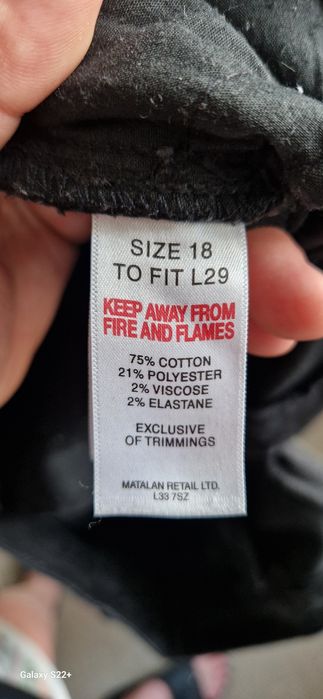 SIZE 18
TO FIT L29
KEEP AWAY FROM
FIRE AND FLAMES
75% COTTON
21% POLYESTER
2% VISCOSE
2% ELASTANE
EXCLUSIVE
OF TRIMMINGS
MATALAN RETAIL LTD.
L33 7SZ
Galaxy S22+